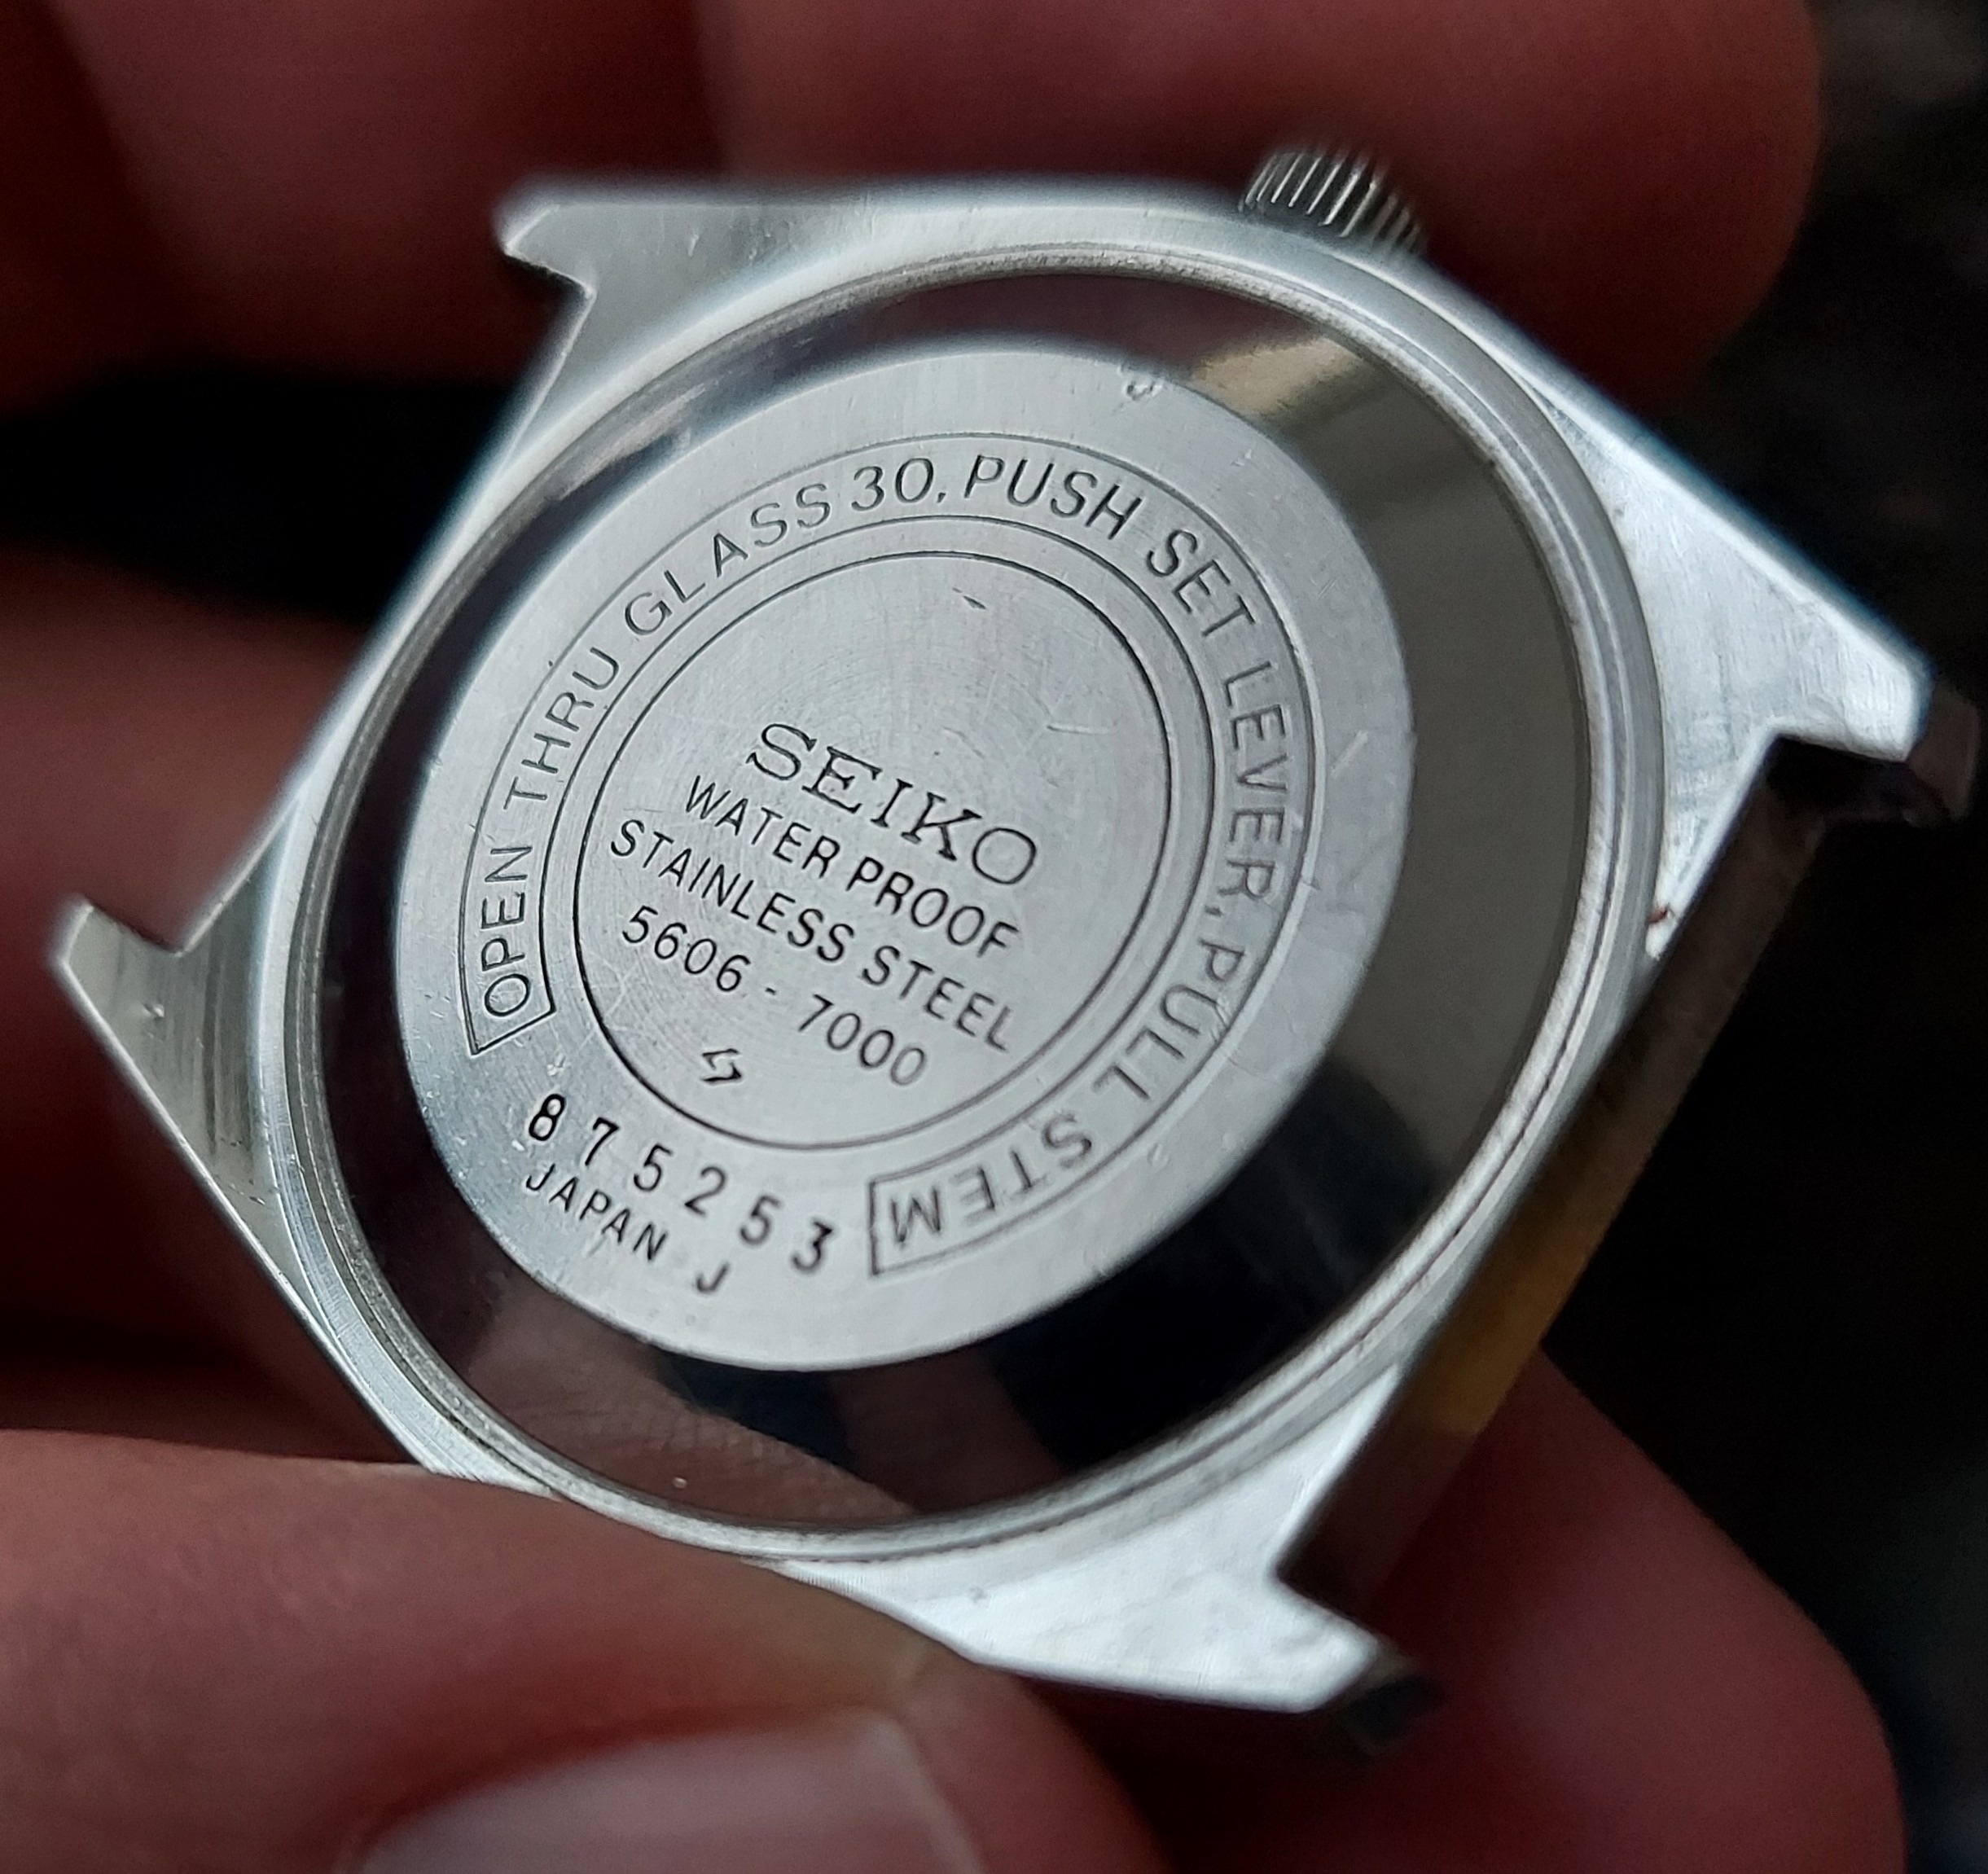 OPEN THRU GLASS 30, PUSH SET LEVER, PULL STEM
SEIKO
WATER PROOF
STAINLESS STEEL
5606 - 7000
875253
JAPAN J